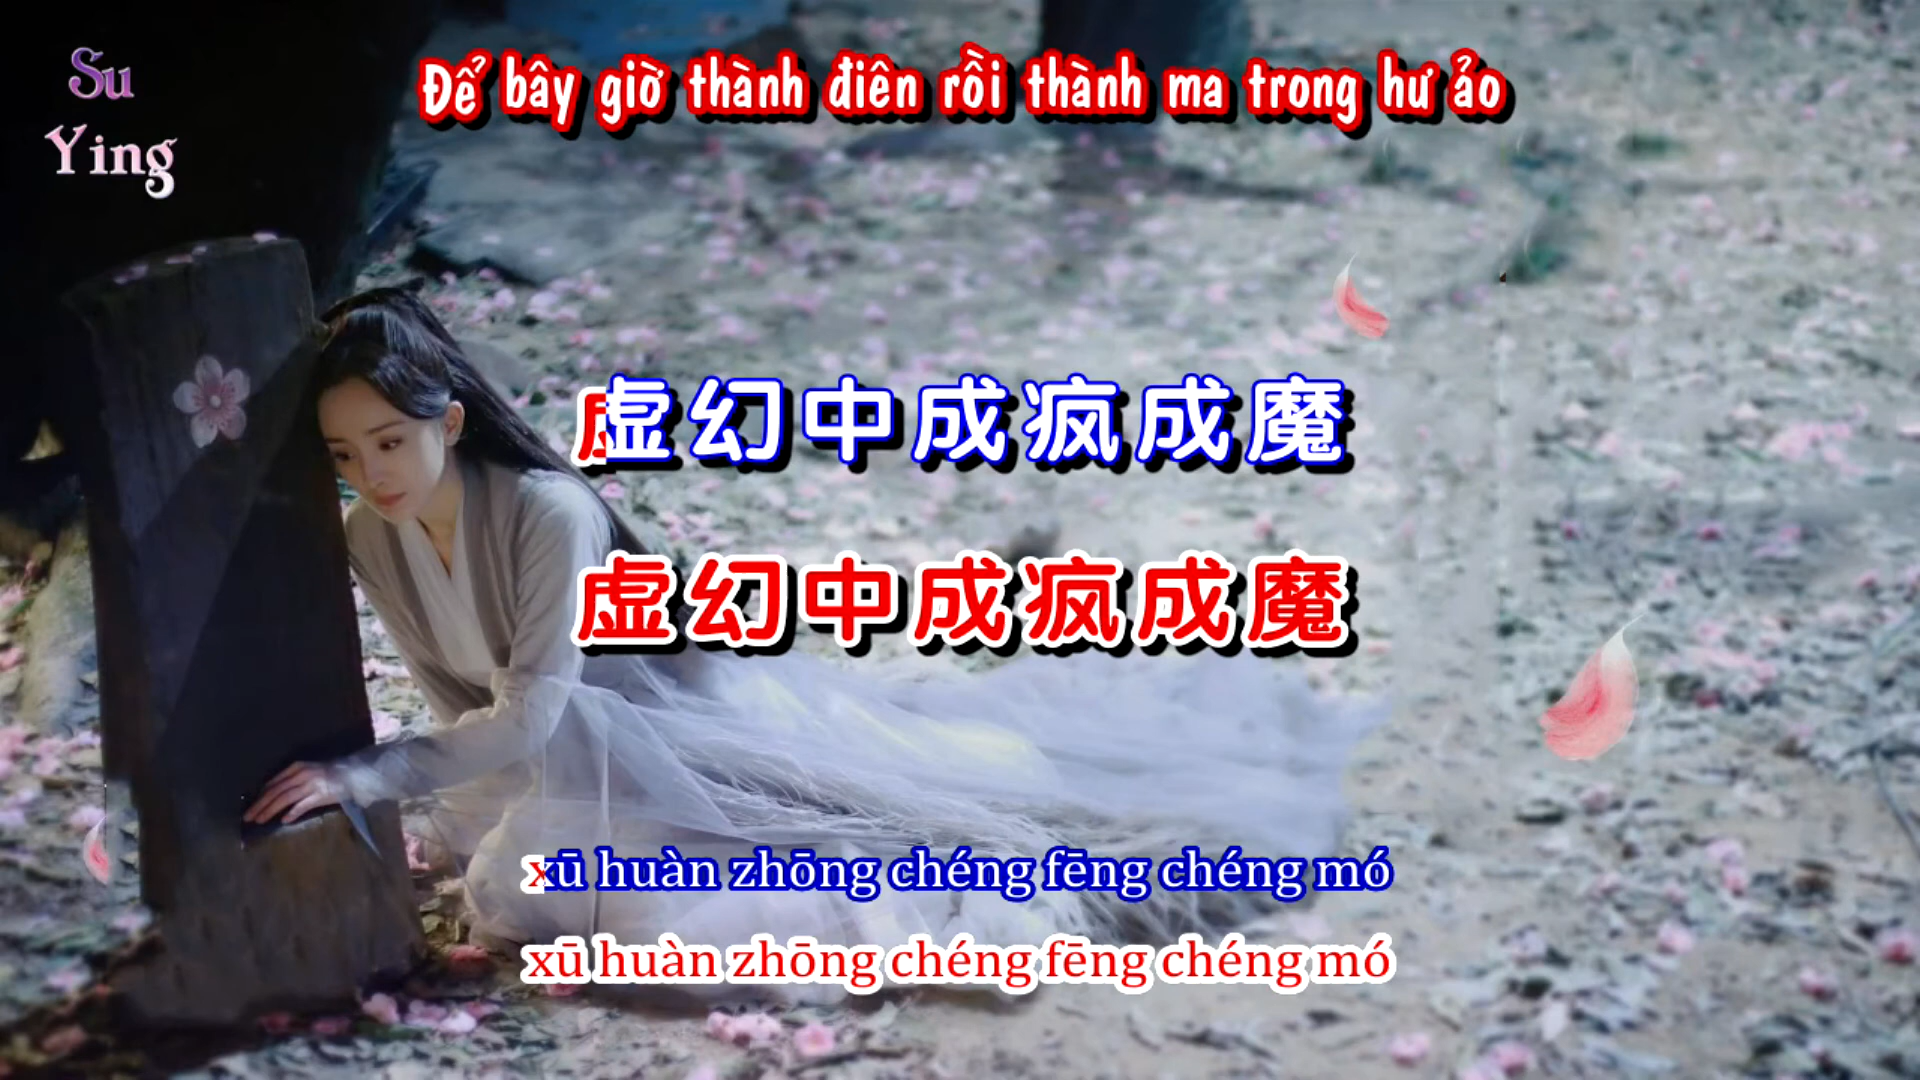 Su
Ying
Để bây giờ thành điên rồi thành ma trong hư ảo
虚幻中成疯成魔
虚幻中成疯成魔
xū huàn zhōng chéng fēng chéng mó
xū huàn zhōng chéng fēng chéng mó